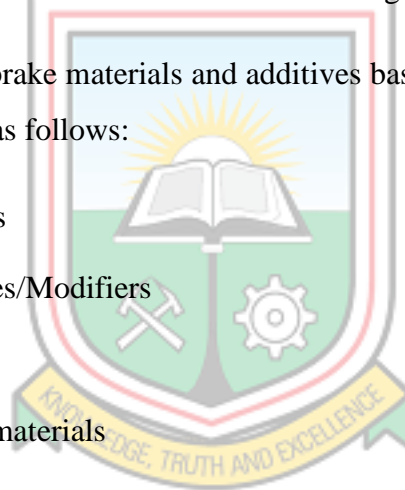 brake materials and additives bas
as follows:
s
es/Modifiers
materials
KNOWLEDGE, TRUTH AND EXCELLENCE